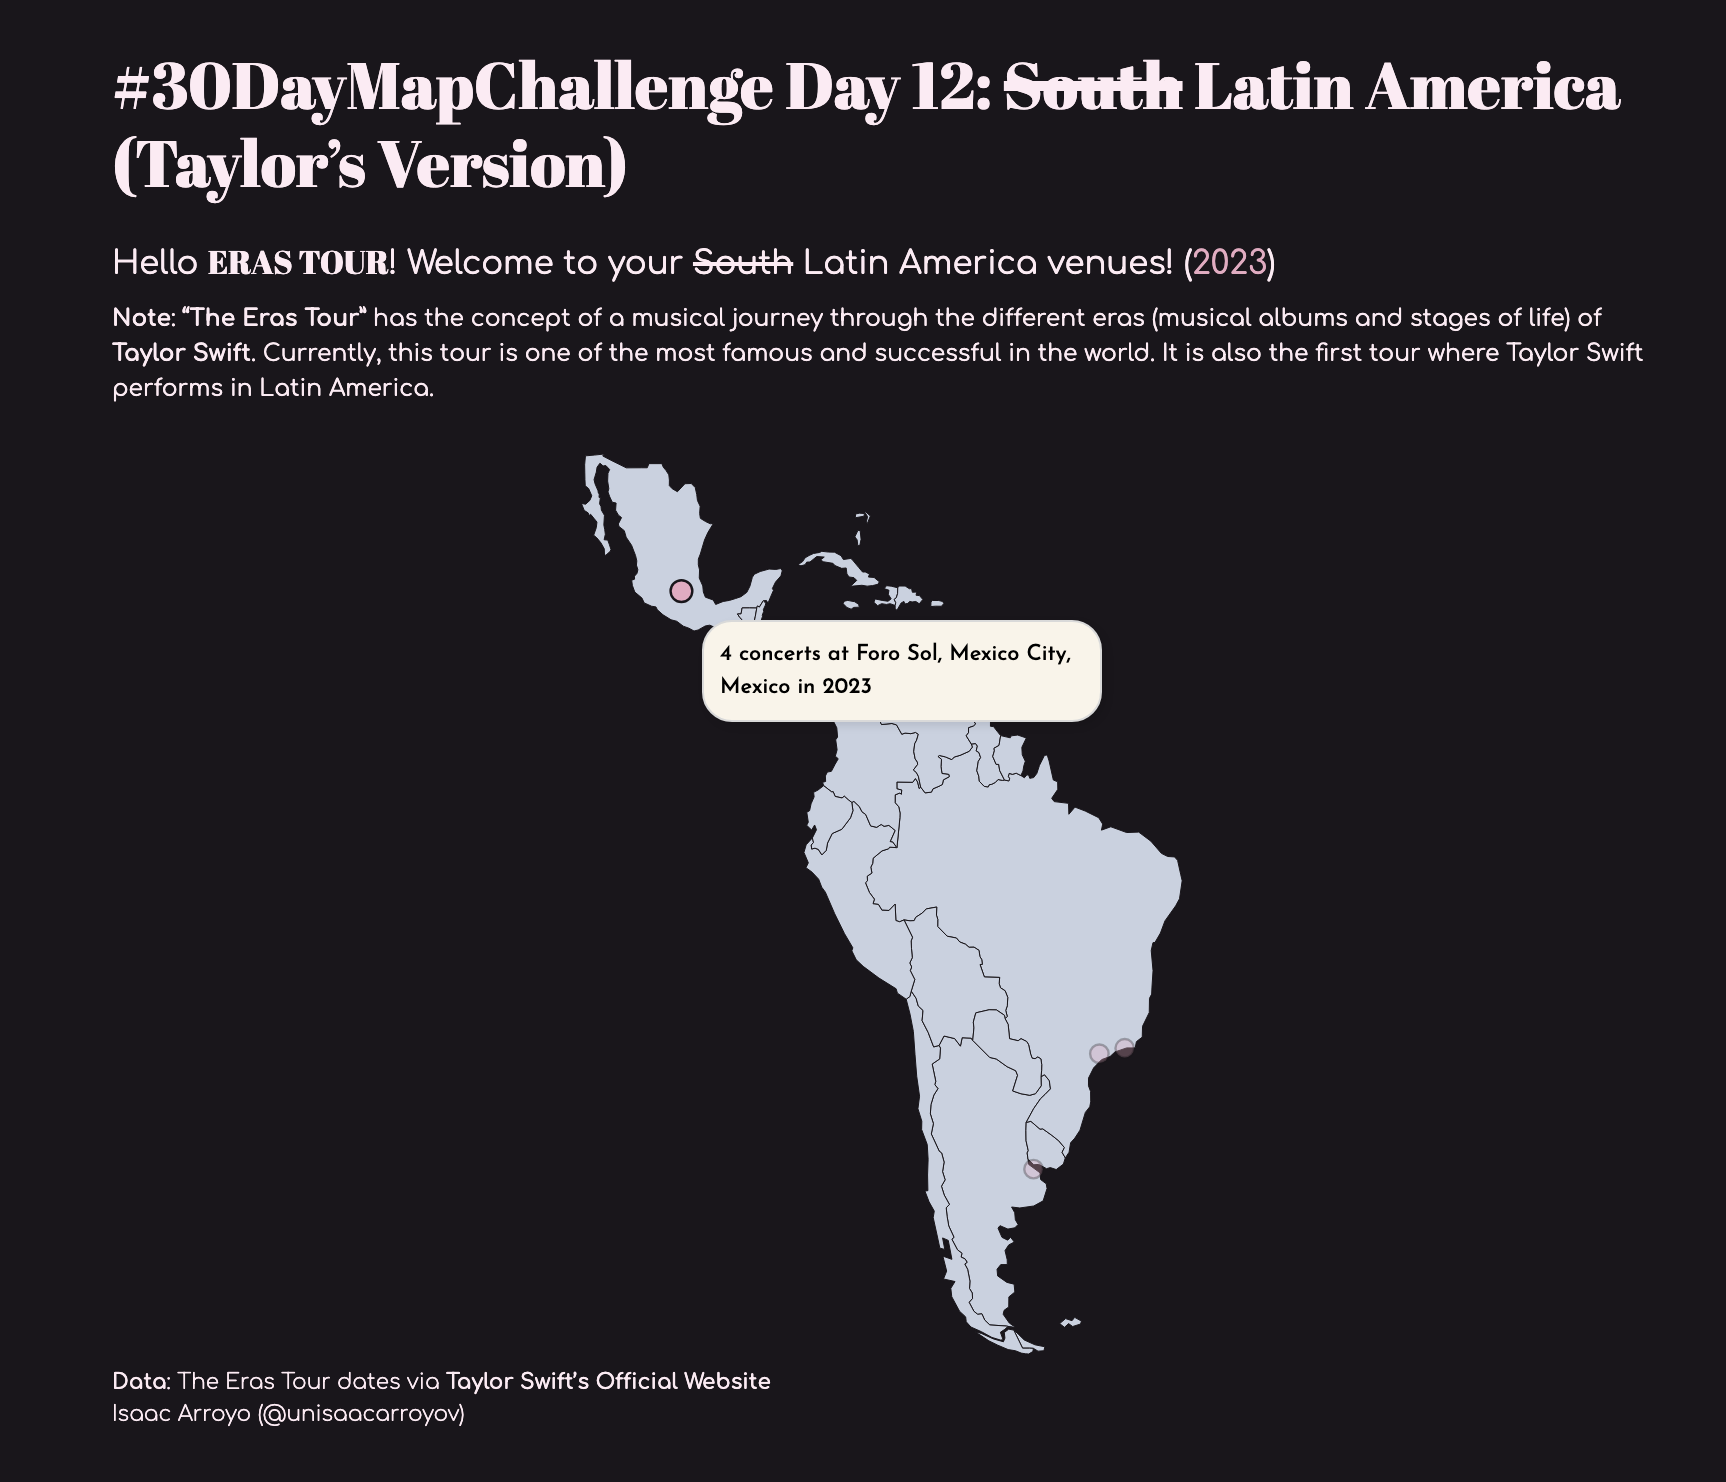 #30DayMapChallenge Day 12: South Latin America
(Taylor’s Version)
Hello ERAS TOUR! Welcome to your South Latin America venues! (2023)
Note: “The Eras Tour” has the concept of a musical journey through the different eras (musical albums and stages of life) of
Taylor Swift. Currently, this tour is one of the most famous and successful in the world. It is also the first tour where Taylor Swift
performs in Latin America.
4 concerts at Foro Sol, Mexico City,
Mexico in 2023
Data: The Eras Tour dates via Taylor Swift’s Official Website
Isaac Arroyo (@unisaacarroyov)